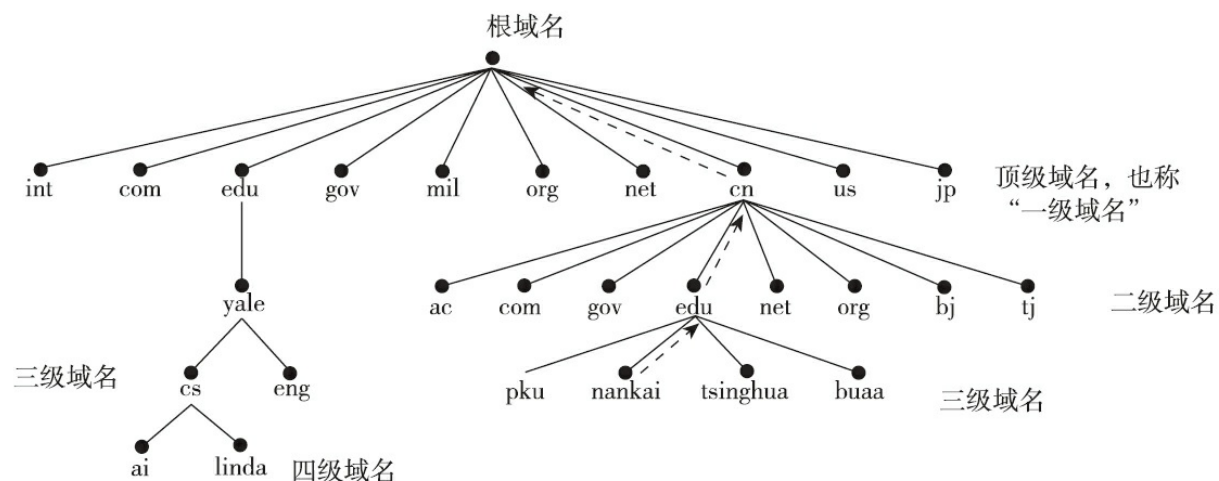 根域名
int com edu gov mil org net cn us jp
顶级域名，也称
“一级域名”
yale
ac com gov edu net org bj tj
二级域名
三级域名
cs eng
pku nankai tsinghua buaa
三级域名
ai linda
四级域名